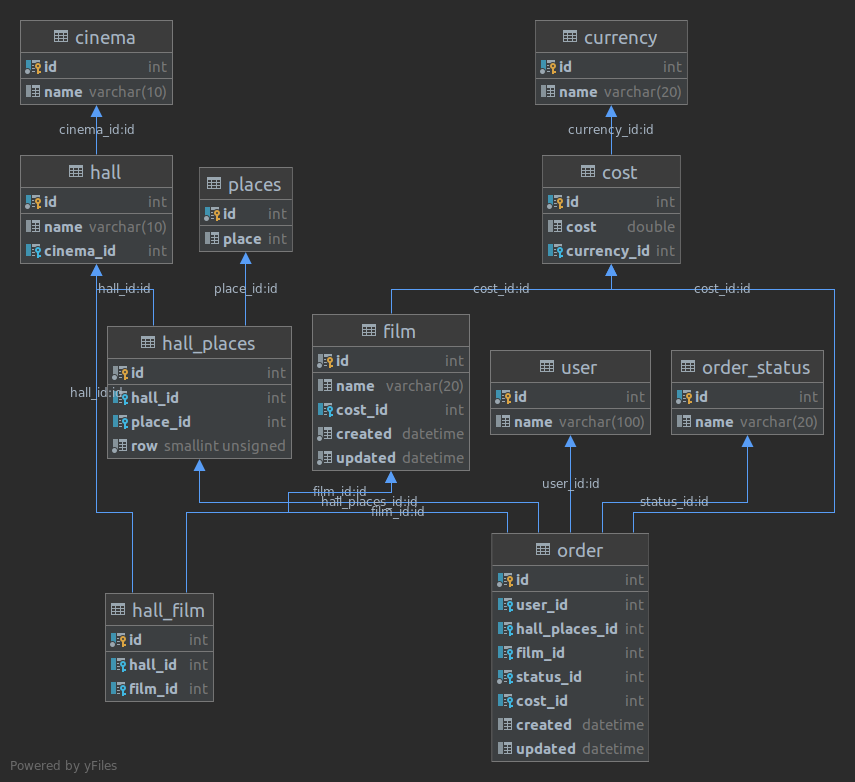 cinema
id int
name varchar(10)
currency
id int
name varchar(20)
cinema_id:id
currency_id:id
hall
id int
name varchar(10)
cinema_id int
places
id int
place int
cost
id int
cost double
currency_id int
hall_id:id
place_id:id
cost_id:id
cost_id:id
hall_places
id int
hall_id int
place_id int
row smallint unsigned
film
id int
name varchar(20)
cost_id int
created datetime
updated datetime
user
id int
name varchar(100)
order_status
id int
name varchar(20)
hall_id:id
user_id:id
film_id:id
hall_places_id:id
status_id:id
film_id:id
order
id int
user_id int
hall_places_id int
film_id int
status_id int
cost_id int
created datetime
updated datetime
hall_film
id int
hall_id int
film_id int
Powered by yFiles